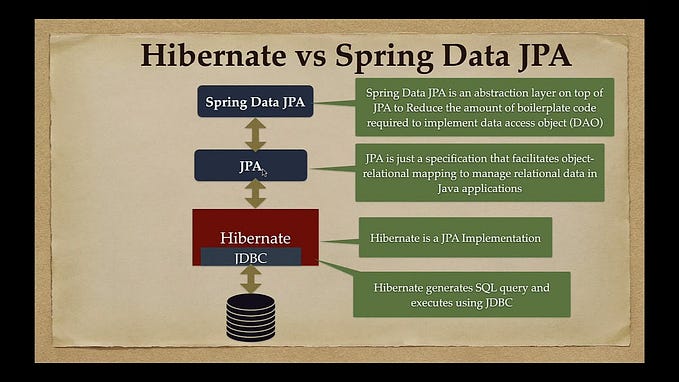 Hibernate vs Spring Data JPA
Spring Data JPA
Spring Data JPA is an abstraction layer on top of
JPA to Reduce the amount of boilerplate code
required to implement data access object (DAO)
JPA
JPA is just a specification that facilitates object-
relational mapping to manage relational data in
Java applications
Hibernate
JDBC
Hibernate is a JPA Implementation
Hibernate generates SQL query and
executes using JDBC